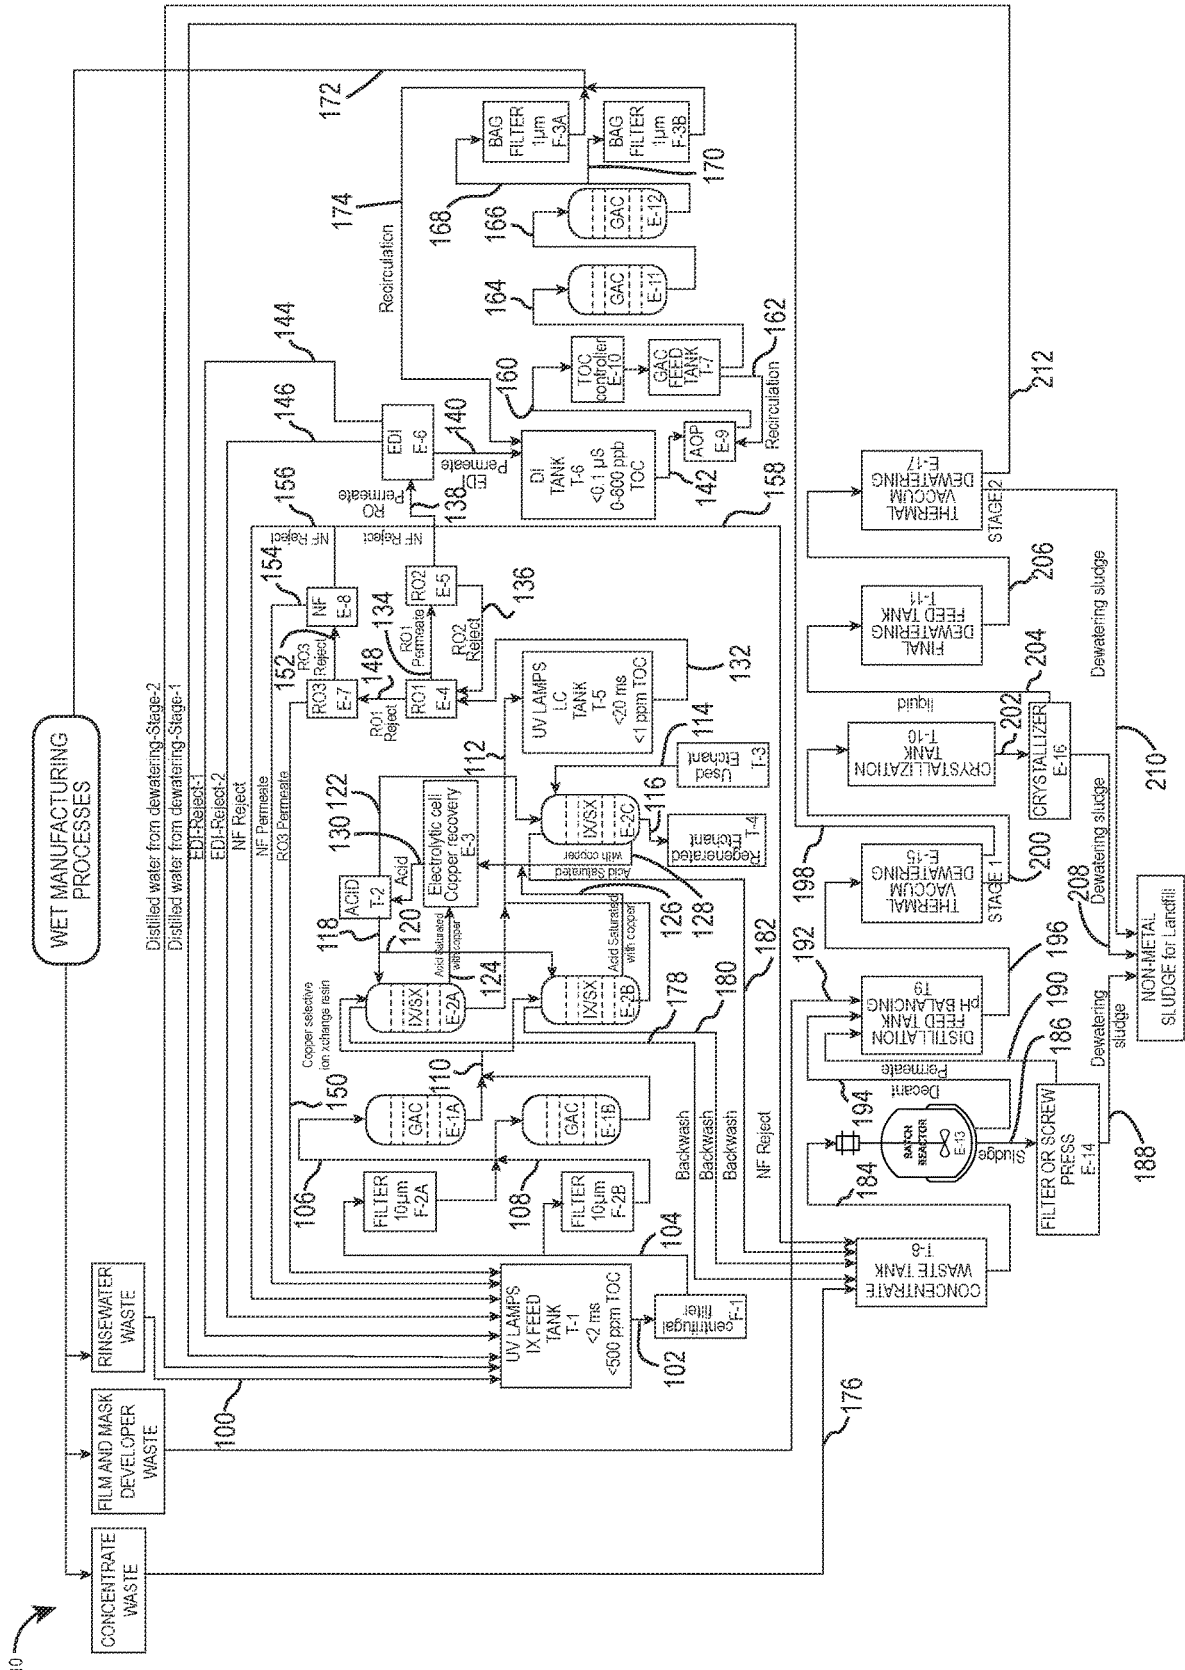 WET MANUFACTURING
PROCESSES
CONCENTRATE
WASTE
FILM AND MASK
DEVELOPER
WASTE
RINSEWATER
WASTE
100
Distilled water from dewatering-Stage-2
Distilled water from dewatering-Stage-1
EDI-Reject-1
EDI-Reject-2
NF Reject
NF Permeate
RO3 Permeate
144
146
172
174
Recirculation
UV LAMPS
IX FEED
TANK
T-1
<2 ms
<500 ppm TOC
102
centrifugal
filter
F-1
104
FILTER
10µm
F-2A
FILTER
10µm
F-2B
106
108
GAC
E-1A
GAC
E-1B
150
110
Copper selective
ion xchange resin
IX/SX
E-2A
IX/SX
E-2B
IX/SX
E-2C
ACID
T-2
118
120
122
130
Acid
Acid Saturated
with copper
124
Electrolytic cell
Copper recovery
E-3
Acid Saturated
with cooper
126
Acid Saturated
with cooper
128
112
114
116
Used
Etchant
T-3
Regenerated
Etchant
T-4
UV LAMPS
LC
TANK
T-5
<20 ms
<1 ppm TOC
132
RO1
E-4
RO1
Permeate
134
RO2
E-5
RO2
Reject
136
RO1
Reject
148
RO3
E-7
RO3
Reject
152
NF
E-8
154
156
NF Reject
NF Reject
158
RO
Permeate
138
EDI
E-6
EDI
Permeate
140
DI
TANK
T-6
<0.1 µS
0-600 ppb
TOC
142
AOP
E-9
160
TOC
controller
E-10
GAC
FEED
TANK
T-7
162
Recirculation
164
GAC
E-11
166
GAC
E-12
168
170
BAG
FILTER
1µm
F-3A
BAG
FILTER
1µm
F-3B
Backwash
Backwash
Backwash
NF Reject
178
180
182
176
CONCENTRATE
WASTE TANK
T-8
184
BATCH
REACTOR
E-13
Sludge
186
FILTER OR SCREW
PRESS
E-14
188
Decant
194
Permeate
190
192
DISTILLATION
FEED TANK
pH BALANCING
T9
196
THERMAL
VACCUM
DEWATERING
E-15
STAGE 1
198
200
CRYSTALLIZATION
TANK
T-10
202
CRYSTALLIZER
E-16
liquid
204
FINAL
DEWATERING
FEED TANK
T-11
206
THERMAL
VACCUM
DEWATERING
E-17
STAGE 2
212
Dewatering
sludge
Dewatering sludge
208
Dewatering sludge
210
NON-METAL
SLUDGE for Landfill